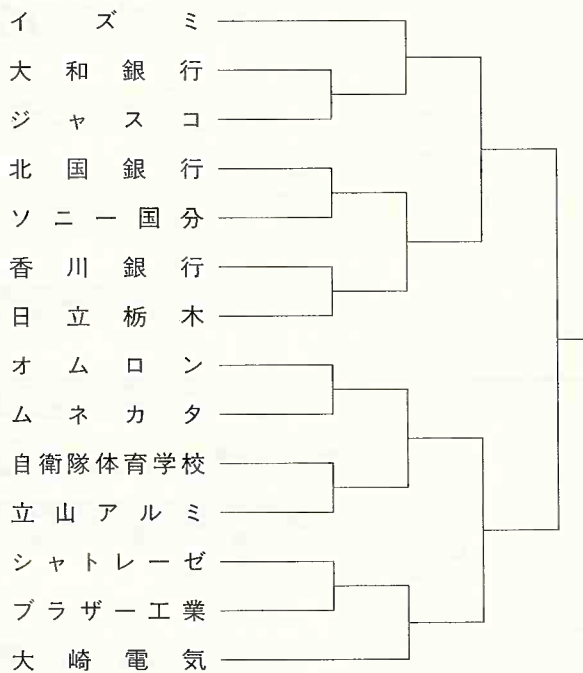 イズミ
大和銀行
ジャスコ
北国銀行
ソニー国分
香川銀行
日立栃木
オムロン
ムネカタ
自衛隊体育学校
立山アルミ
シャトレーゼ
ブラザー工業
大崎電気